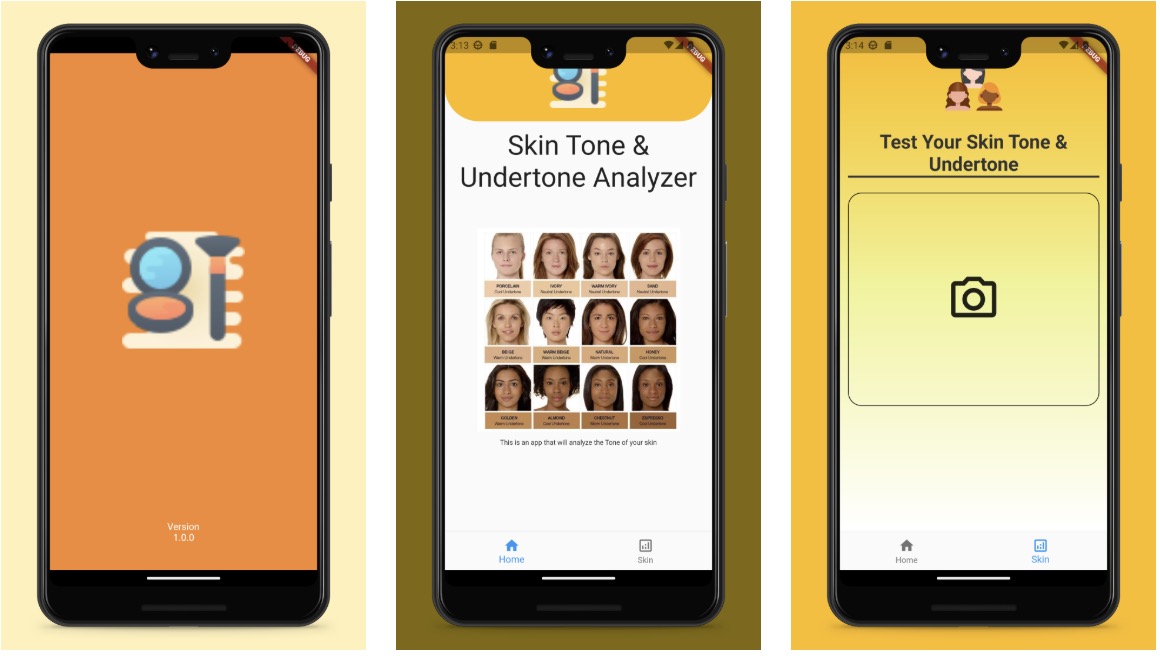 DEBUG
Version
1.0.0
3:13
DEBUG
Skin Tone &
Undertone Analyzer
PORCELAIN
Cool Undertone
IVORY
Neutral Undertone
WARM IVORY
Neutral Undertone
SAND
Neutral Undertone
BEIGE
Warm Undertone
WARM BEIGE
Warm Undertone
NATURAL
Warm Undertone
HONEY
Cool Undertone
GOLDEN
Warm Undertone
ALMOND
Cool Undertone
CHESTNUT
Warm Undertone
ESPRESSO
Cool Undertone
This is an app that will analyze the Tone of your skin
Home
Skin
3:14
DEBUG
Test Your Skin Tone &
Undertone
Home
Skin